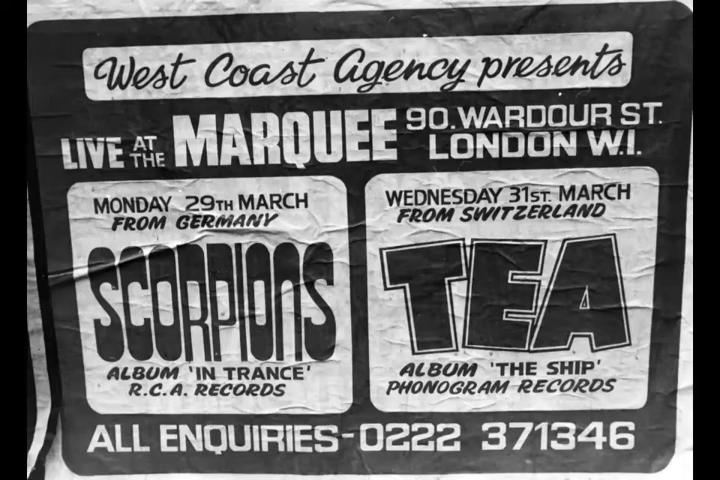 West Coast Agency presents
LIVE AT THE MARQUEE 90. WARDOUR ST. LONDON W.I.
MONDAY 29TH MARCH
FROM GERMANY
SCORPIONS
ALBUM 'IN TRANCE'
R.C.A. RECORDS
WEDNESDAY 31ST. MARCH
FROM SWITZERLAND
TEA
ALBUM 'THE SHIP'
PHONOGRAM RECORDS
ALL ENQUIRIES-0222 371346